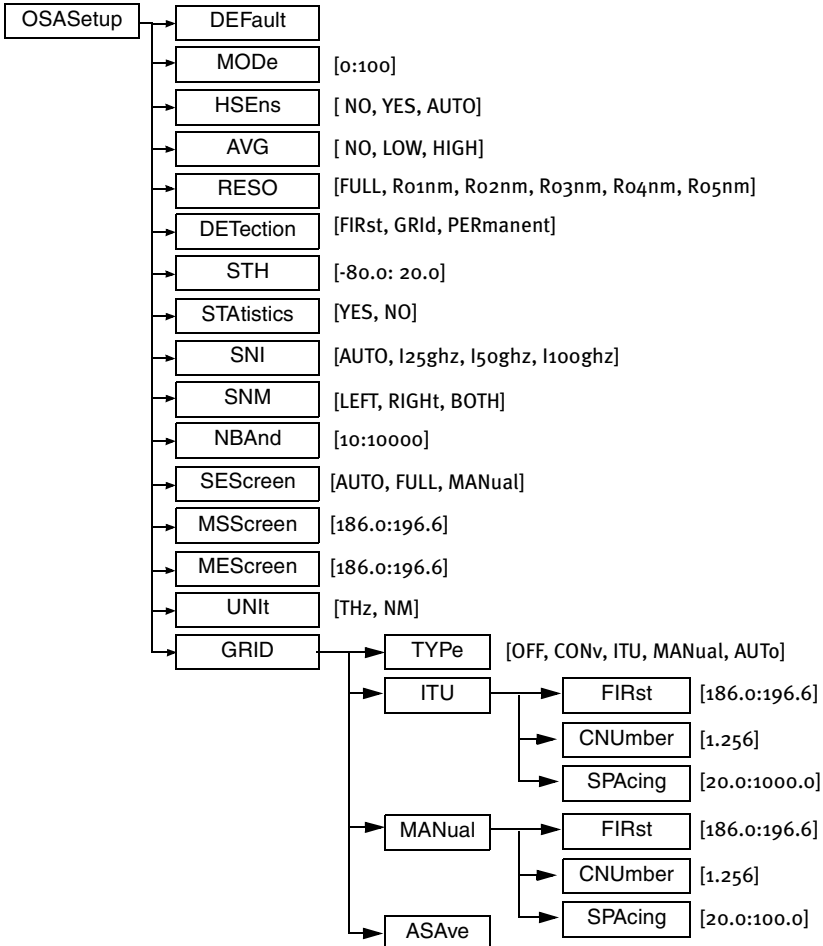 OSASetup DEFault
MODe [0:100]
HSEns [ NO, YES, AUTO]
AVG [ NO, LOW, HIGH]
RESO [FULL, R01nm, R02nm, R03nm, R04nm, R05nm]
DETection [FIRst, GRId, PERmanent]
STH [-80.0: 20.0]
STAtistics [YES, NO]
SNI [AUTO, I25ghz, I50ghz, I100ghz]
SNM [LEFT, RIGHt, BOTH]
NBAnd [10:10000]
SEScreen [AUTO, FULL, MANual]
MSScreen [186.0:196.6]
MEScreen [186.0:196.6]
UNIt [THz, NM]
GRID TYPe [OFF, CONv, ITU, MANual, AUTo]
ITU FIRst [186.0:196.6]
CNUmber [1.256]
SPAcing [20.0:1000.0]
MANual FIRst [186.0:196.6]
CNUmber [1.256]
SPAcing [20.0:100.0]
ASAve